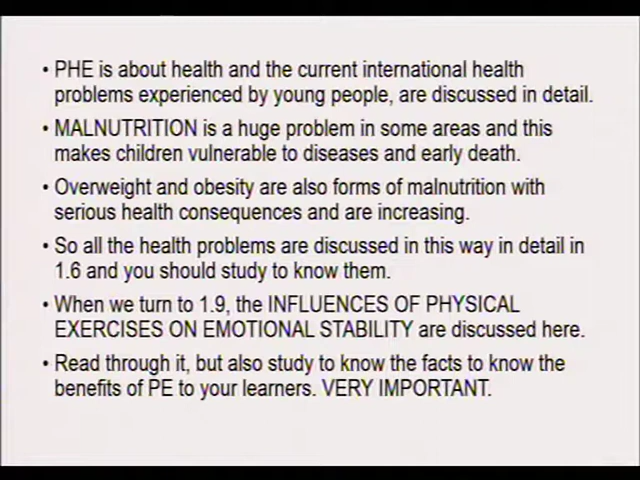 • PHE is about health and the current international health
problems experienced by young people, are discussed in detail.
• MALNUTRITION is a huge problem in some areas and this
makes children vulnerable to diseases and early death.
• Overweight and obesity are also forms of malnutrition with
serious health consequences and are increasing.
• So all the health problems are discussed in this way in detail in
1.6 and you should study to know them.
• When we turn to 1.9, the INFLUENCES OF PHYSICAL
EXERCISES ON EMOTIONAL STABILITY are discussed here.
• Read through it, but also study to know the facts to know the
benefits of PE to your learners. VERY IMPORTANT.